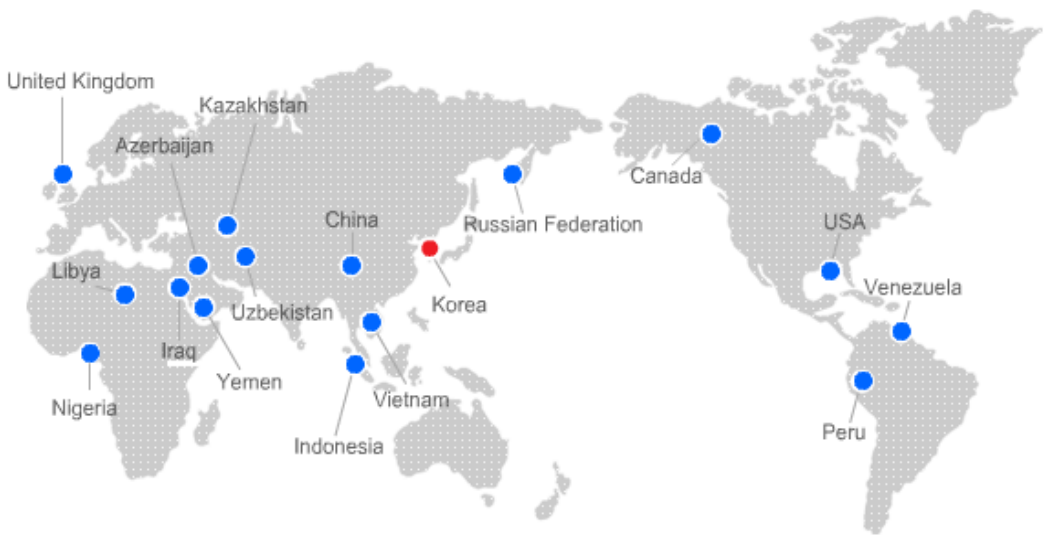 United Kingdom
Kazakhstan
Azerbaijan
Canada
China
Russian Federation
USA
Libya
Venezuela
Uzbekistan
Korea
Iraq
Yemen
Vietnam
Nigeria
Peru
Indonesia